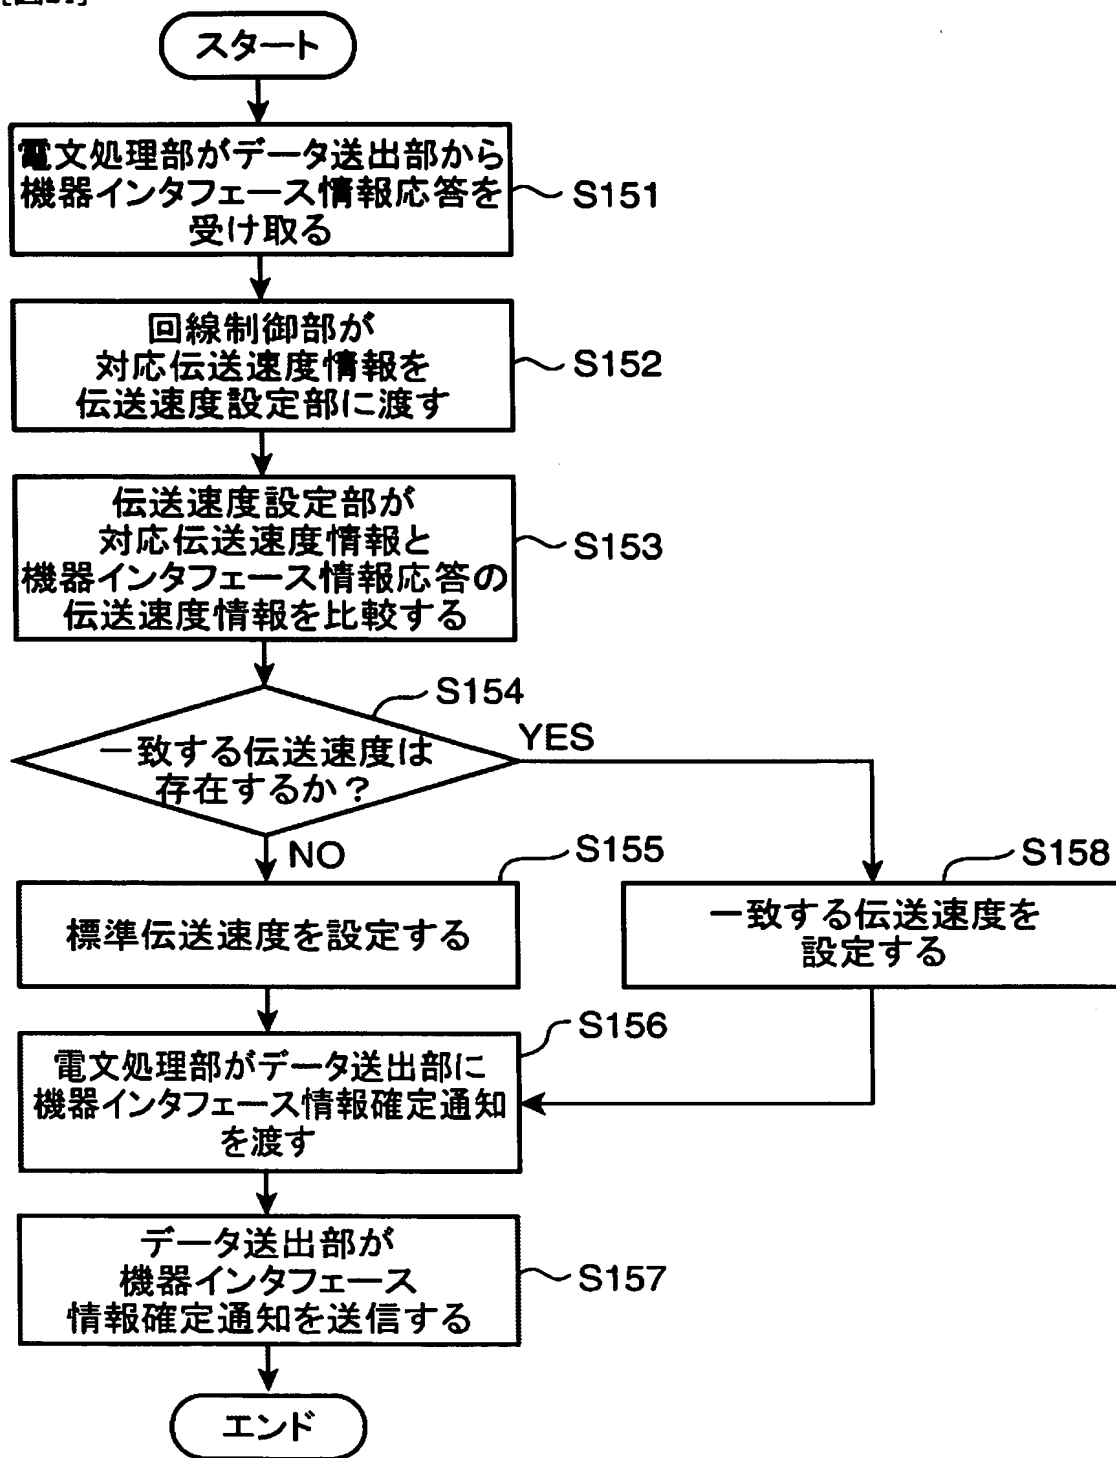 スタート
電文処理部がデータ送出部から
機器インタフェース情報応答を
受け取る
S151
回線制御部が
対応伝送速度情報を
伝送速度設定部に渡す
S152
伝送速度設定部が
対応伝送速度情報と
機器インタフェース情報応答の
伝送速度情報を比較する
S153
S154
一致する伝送速度は
存在するか？
YES
NO
S155
標準伝送速度を設定する
S158
一致する伝送速度を
設定する
S156
電文処理部がデータ送出部に
機器インタフェース情報確定通知
を渡す
データ送出部が
機器インタフェース
情報確定通知を送信する
S157
エンド